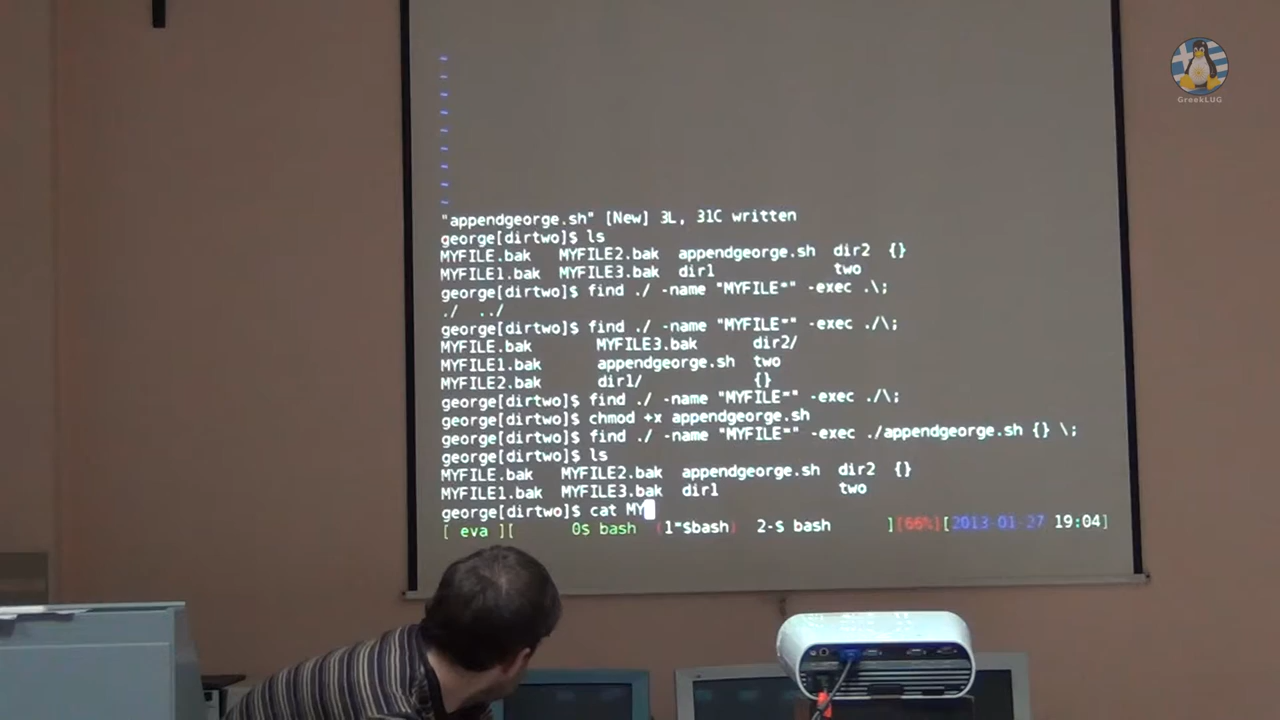 GreekLUG
~
~
~
~
~
~
~
~
~
"appendgeorge.sh" [New] 3L, 31C written
george[dirtwo]$ ls
MYFILE.bak MYFILE2.bak appendgeorge.sh dir2 {}
MYFILE1.bak MYFILE3.bak dir1 two
george[dirtwo]$ find ./ -name "MYFILE*" -exec .\;
./ ../
george[dirtwo]$ find ./ -name "MYFILE*" -exec ./\;
MYFILE.bak MYFILE3.bak dir2/
MYFILE1.bak appendgeorge.sh two
MYFILE2.bak dir1/ {}
george[dirtwo]$ find ./ -name "MYFILE*" -exec ./\;
george[dirtwo]$ chmod +x appendgeorge.sh
george[dirtwo]$ find ./ -name "MYFILE*" -exec ./appendgeorge.sh {} \;
george[dirtwo]$ ls
MYFILE.bak MYFILE2.bak appendgeorge.sh dir2 {}
MYFILE1.bak MYFILE3.bak dir1 two
george[dirtwo]$ cat MY
[ eva ][ 0$ bash (1*$bash) 2-$ bash ][66%][2013-01-27 19:04]